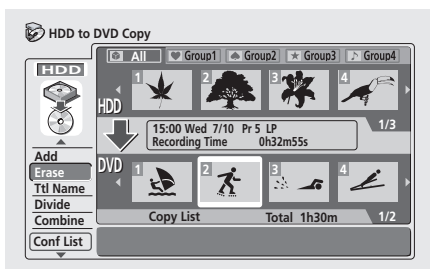 HDD to DVD Copy
All Group1 Group2 Group3 Group4
HDD
1 2 3 4
HDD
15:00 Wed 7/10 Pr 5 LP
Recording Time 0h32m55s
1/3
DVD
1 2 3 4
Add
Erase
Ttl Name
Divide
Combine
Conf List
Copy List Total 1h30m 1/2